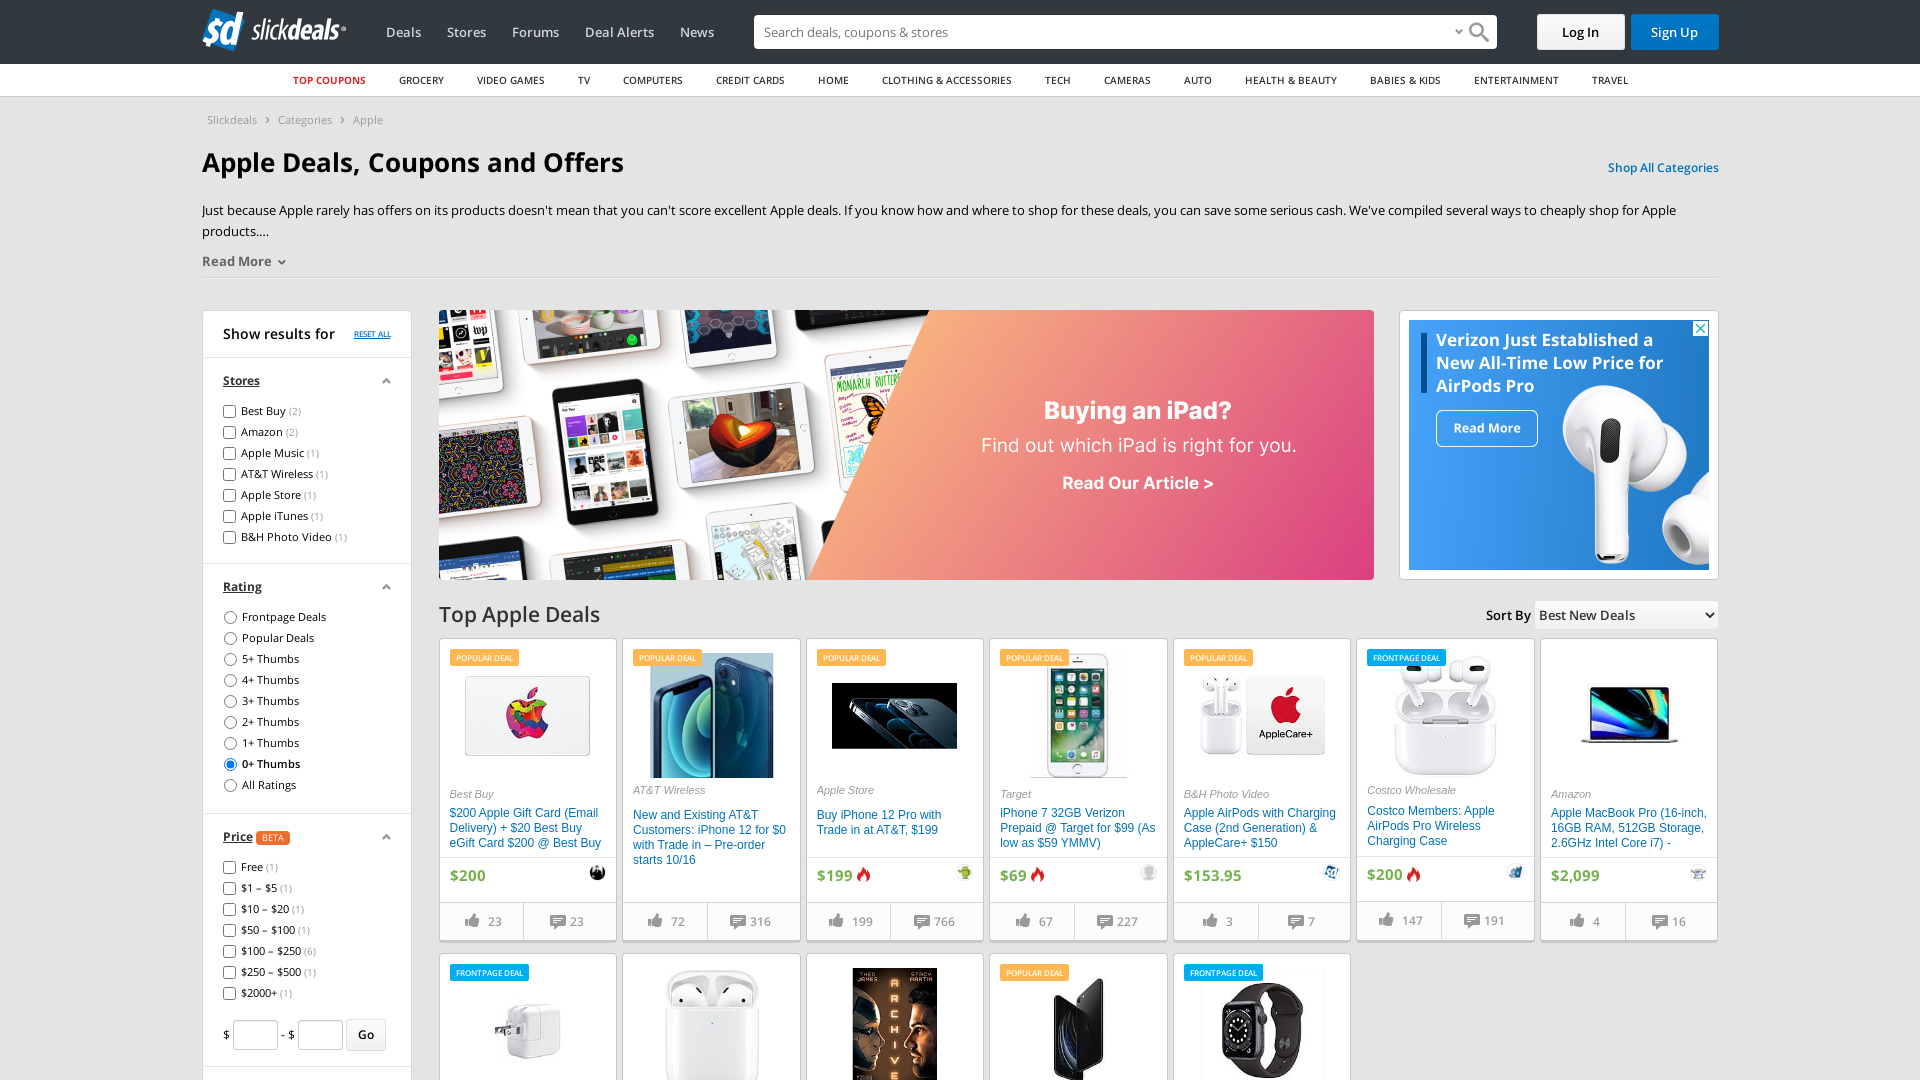 slickdeals
Deals
Stores
Forums
Deal Alerts
News
Search deals, coupons & stores
Log In
Sign Up
TOP COUPONS
GROCERY
VIDEO GAMES
TV
COMPUTERS
CREDIT CARDS
HOME
CLOTHING & ACCESSORIES
TECH
CAMERAS
AUTO
HEALTH & BEAUTY
BABIES & KIDS
ENTERTAINMENT
TRAVEL
Slickdeals
Categories
Apple
Apple Deals, Coupons and Offers
Shop All Categories
Just because Apple rarely has offers on its products doesn't mean that you can't score excellent Apple deals. If you know how and where to shop for these deals, you can save some serious cash. We've compiled several ways to cheaply shop for Apple
products....
Read More
Show results for
RESET ALL
Stores
Best Buy (2)
Amazon (2)
Apple Music (1)
AT&T Wireless (1)
Apple Store (1)
Apple iTunes (1)
B&H Photo Video (1)
Rating
Frontpage Deals
Popular Deals
5+ Thumbs
4+ Thumbs
3+ Thumbs
2+ Thumbs
1+ Thumbs
0+ Thumbs
All Ratings
Price BETA
Free (1)
$1 – $5 (1)
$10 – $20 (1)
$50 – $100 (1)
$100 – $250 (6)
$250 – $500 (1)
$2000+ (1)
$ - $ Go
MONARCH BUTTER
Buying an iPad?
Find out which iPad is right for you.
Read Our Article >
Verizon Just Established a
New All-Time Low Price for
AirPods Pro
Read More
Top Apple Deals
Sort By
Best New Deals
POPULAR DEAL
Best Buy
$200 Apple Gift Card (Email
Delivery) + $20 Best Buy
eGift Card $200 @ Best Buy
$200
23
23
POPULAR DEAL
AT&T Wireless
New and Existing AT&T
Customers: iPhone 12 for $0
with Trade in – Pre-order
starts 10/16
72
316
POPULAR DEAL
Apple Store
Buy iPhone 12 Pro with
Trade in at AT&T, $199
$199
199
766
POPULAR DEAL
Target
iPhone 7 32GB Verizon
Prepaid @ Target for $99 (As
low as $59 YMMV)
$69
67
227
POPULAR DEAL
AppleCare+
B&H Photo Video
Apple AirPods with Charging
Case (2nd Generation) &
AppleCare+ $150
$153.95
3
7
FRONTPAGE DEAL
Costco Wholesale
Costco Members: Apple
AirPods Pro Wireless
Charging Case
$200
147
191
Amazon
Apple MacBook Pro (16-inch,
16GB RAM, 512GB Storage,
2.6GHz Intel Core i7) -
$2,099
4
16
FRONTPAGE DEAL
THEO
JAMES
STACY
MARTIN
ARCHIVE
POPULAR DEAL
FRONTPAGE DEAL